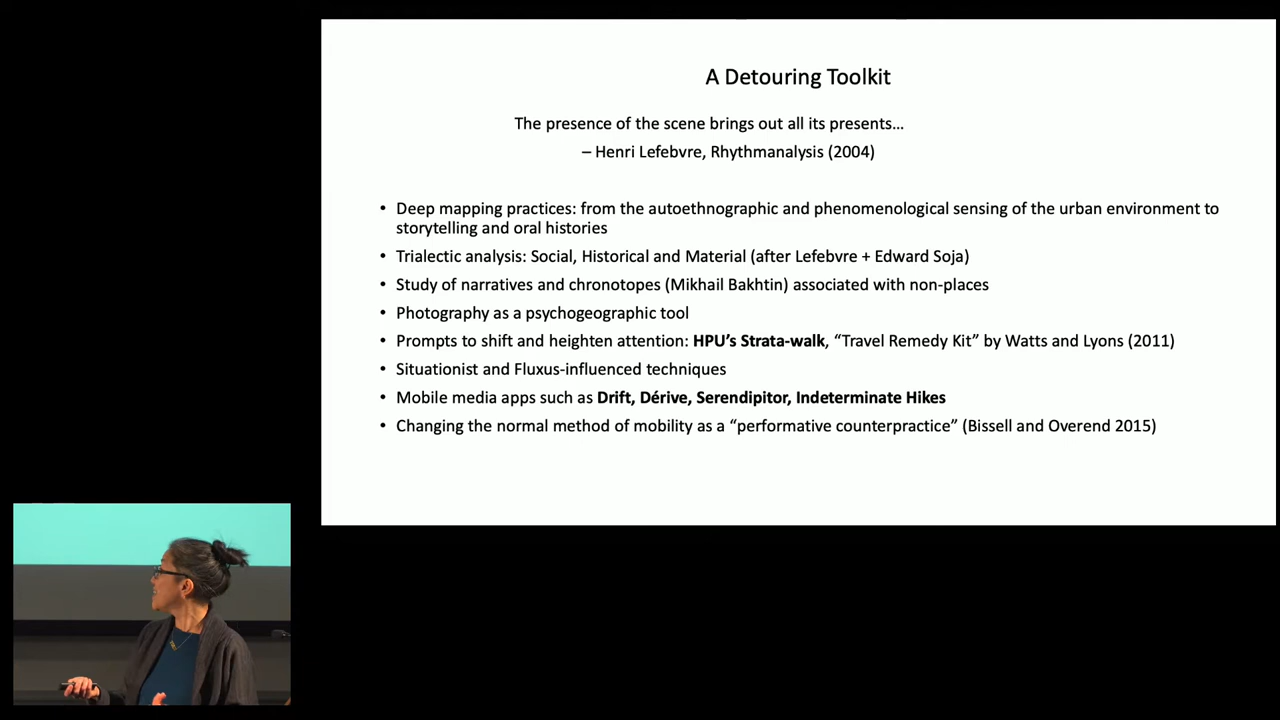 A Detouring Toolkit
The presence of the scene brings out all its presents…
– Henri Lefebvre, Rhythmanalysis (2004)
• Deep mapping practices: from the autoethnographic and phenomenological sensing of the urban environment to
storytelling and oral histories
• Trialectic analysis: Social, Historical and Material (after Lefebvre + Edward Soja)
• Study of narratives and chronotopes (Mikhail Bakhtin) associated with non-places
• Photography as a psychogeographic tool
• Prompts to shift and heighten attention: HPU’s Strata-walk, “Travel Remedy Kit” by Watts and Lyons (2011)
• Situationist and Fluxus-influenced techniques
• Mobile media apps such as Drift, Dérive, Serendipitor, Indeterminate Hikes
• Changing the normal method of mobility as a “performative counterpractice” (Bissell and Overend 2015)